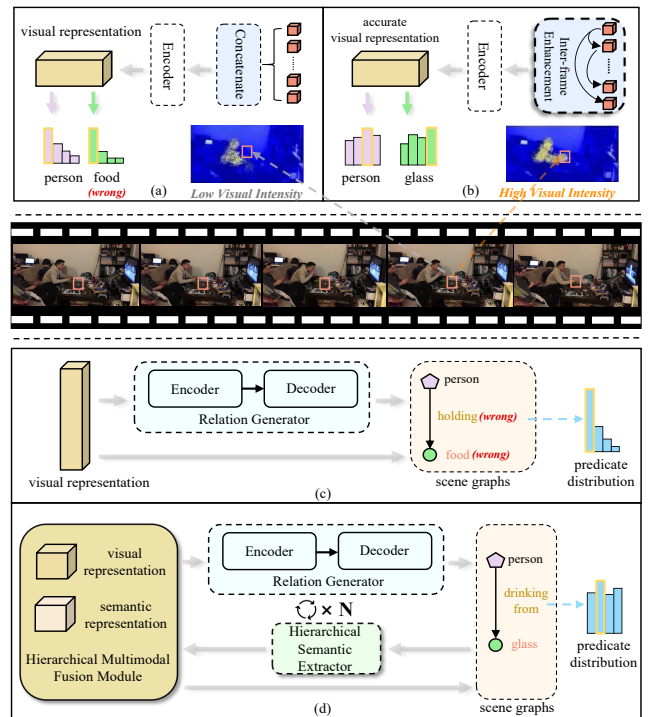 visual representation
Encoder
Concatenate
......
person
food
(wrong)
(a)
Low Visual Intensity
accurate
visual representation
Encoder
Inter-frame
Enhancement
......
person
glass
(b)
High Visual Intensity
visual representation
Encoder
Decoder
Relation Generator
person
holding (wrong)
food (wrong)
scene graphs
predicate
distribution
(c)
visual
representation
semantic
representation
Hierarchical Multimodal
Fusion Module
Encoder
Decoder
Relation Generator
× N
Hierarchical
Semantic
Extractor
person
drinking
from
glass
scene graphs
predicate
distribution
(d)